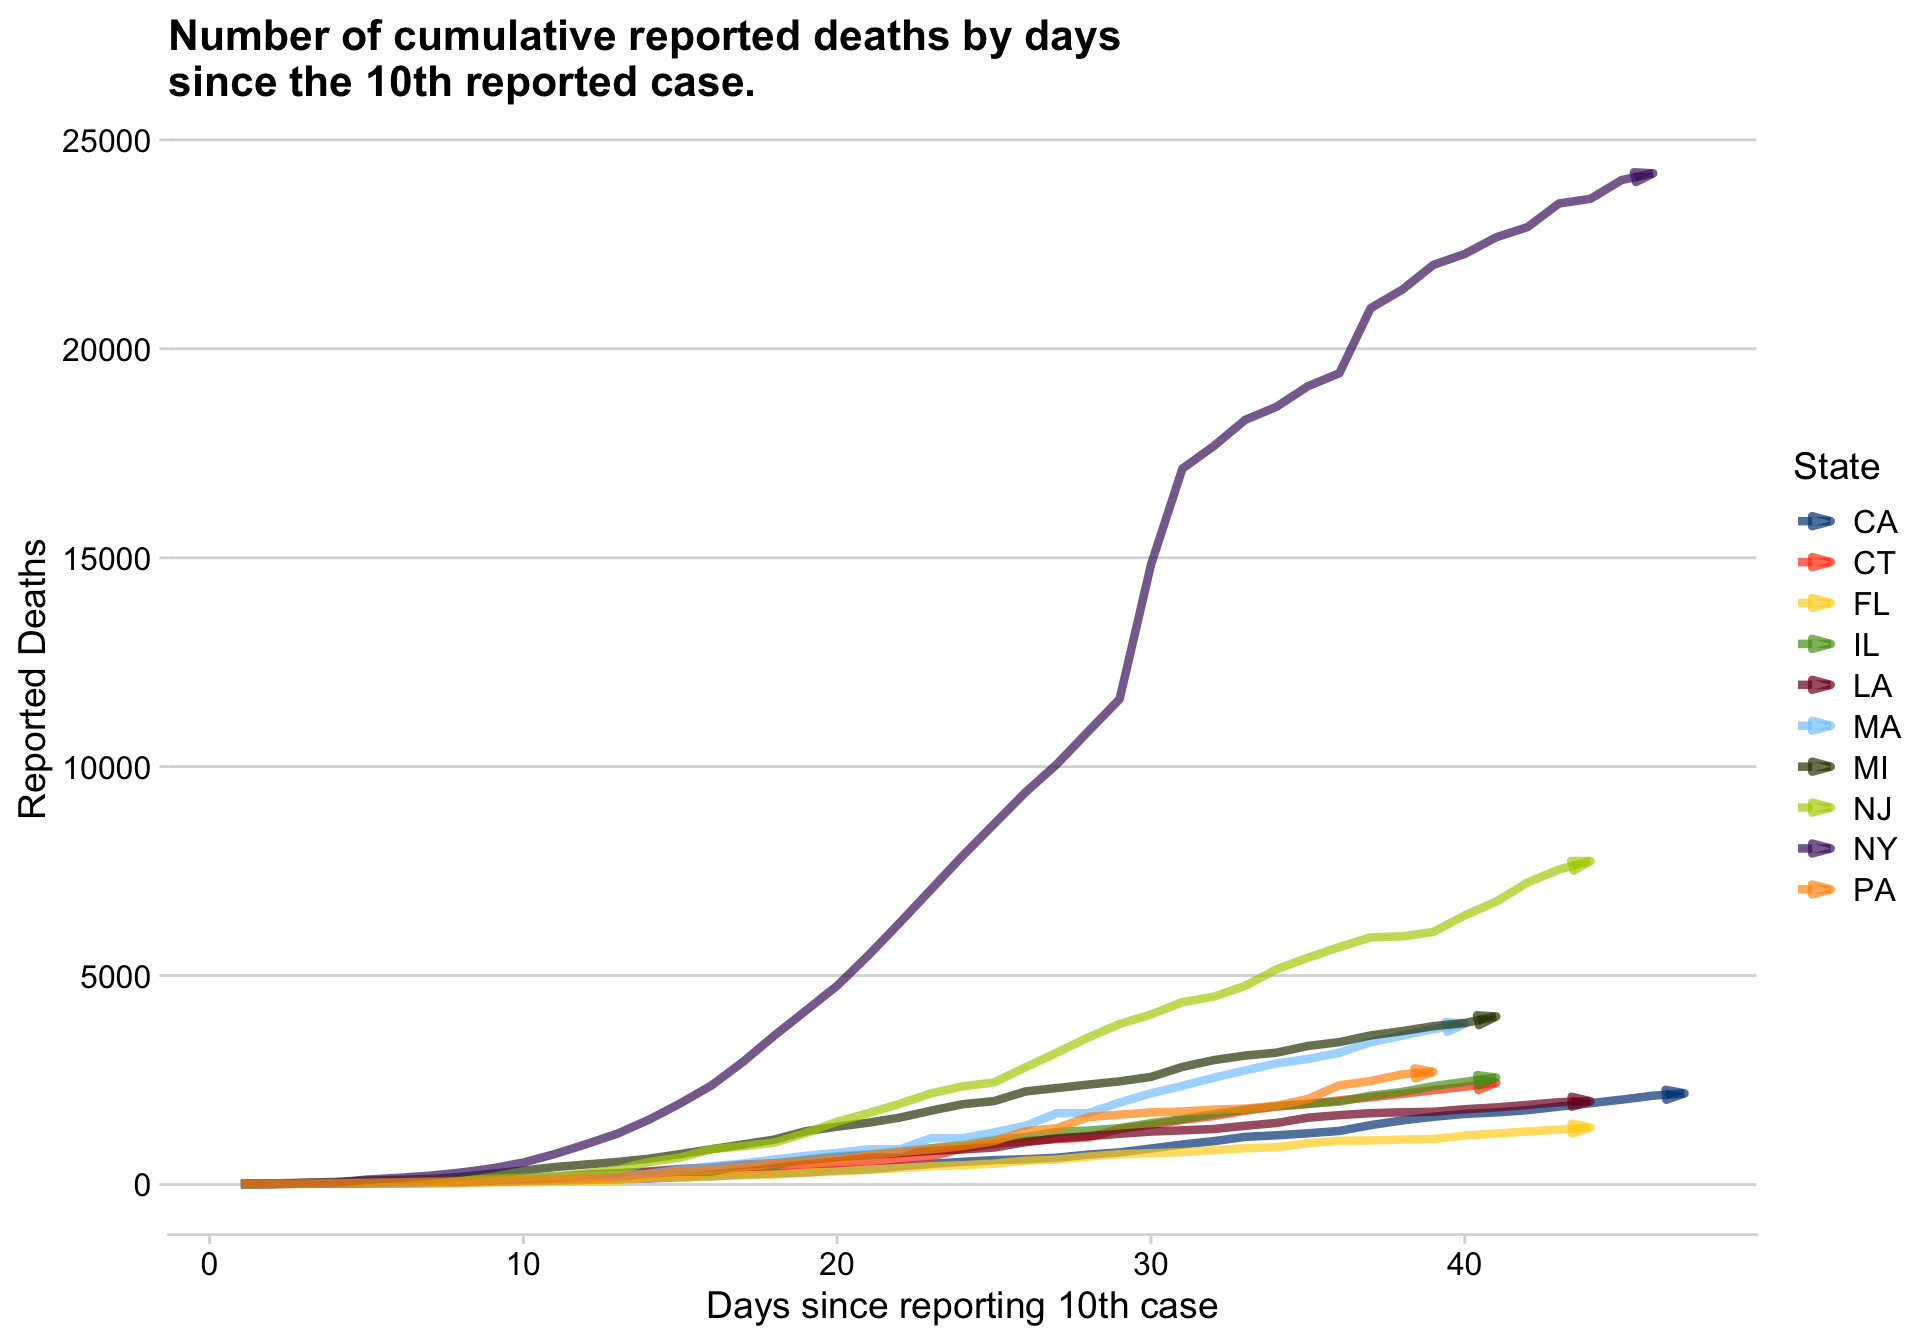 Number of cumulative reported deaths by days
since the 10th reported case.
25000
20000
15000
10000
5000
0
Reported Deaths
0 10 20 30 40
Days since reporting 10th case
State
CA
CT
FL
IL
LA
MA
MI
NJ
NY
PA